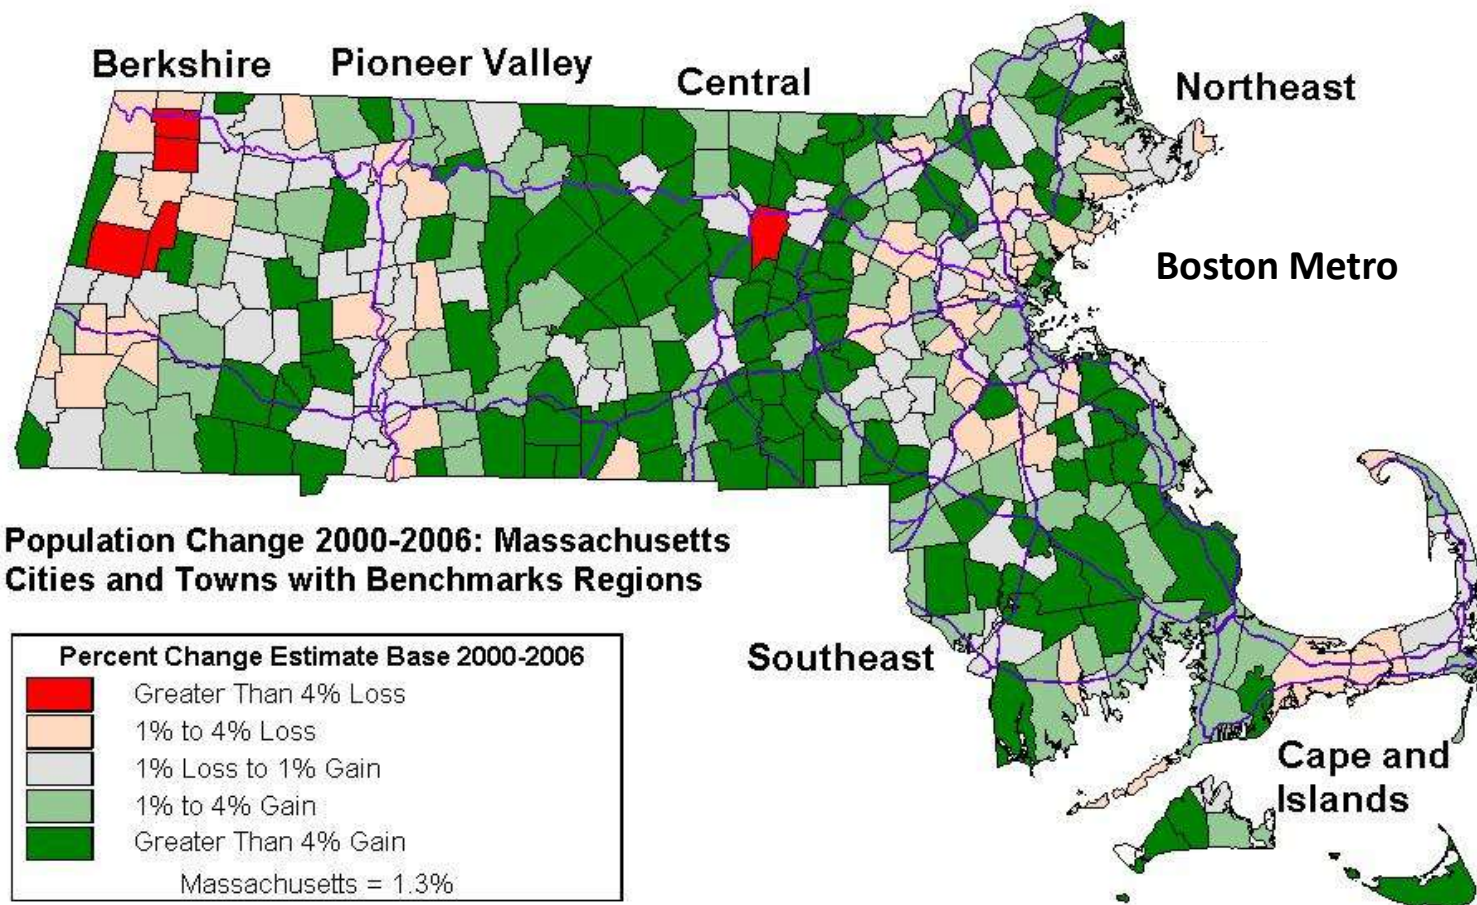 Berkshire
Pioneer Valley
Central
Northeast
Boston Metro
Population Change 2000-2006: Massachusetts
Cities and Towns with Benchmarks Regions
Southeast
Cape and
Islands
Percent Change Estimate Base 2000-2006
Greater Than 4% Loss
1% to 4% Loss
1% Loss to 1% Gain
1% to 4% Gain
Greater Than 4% Gain
Massachusetts = 1.3%